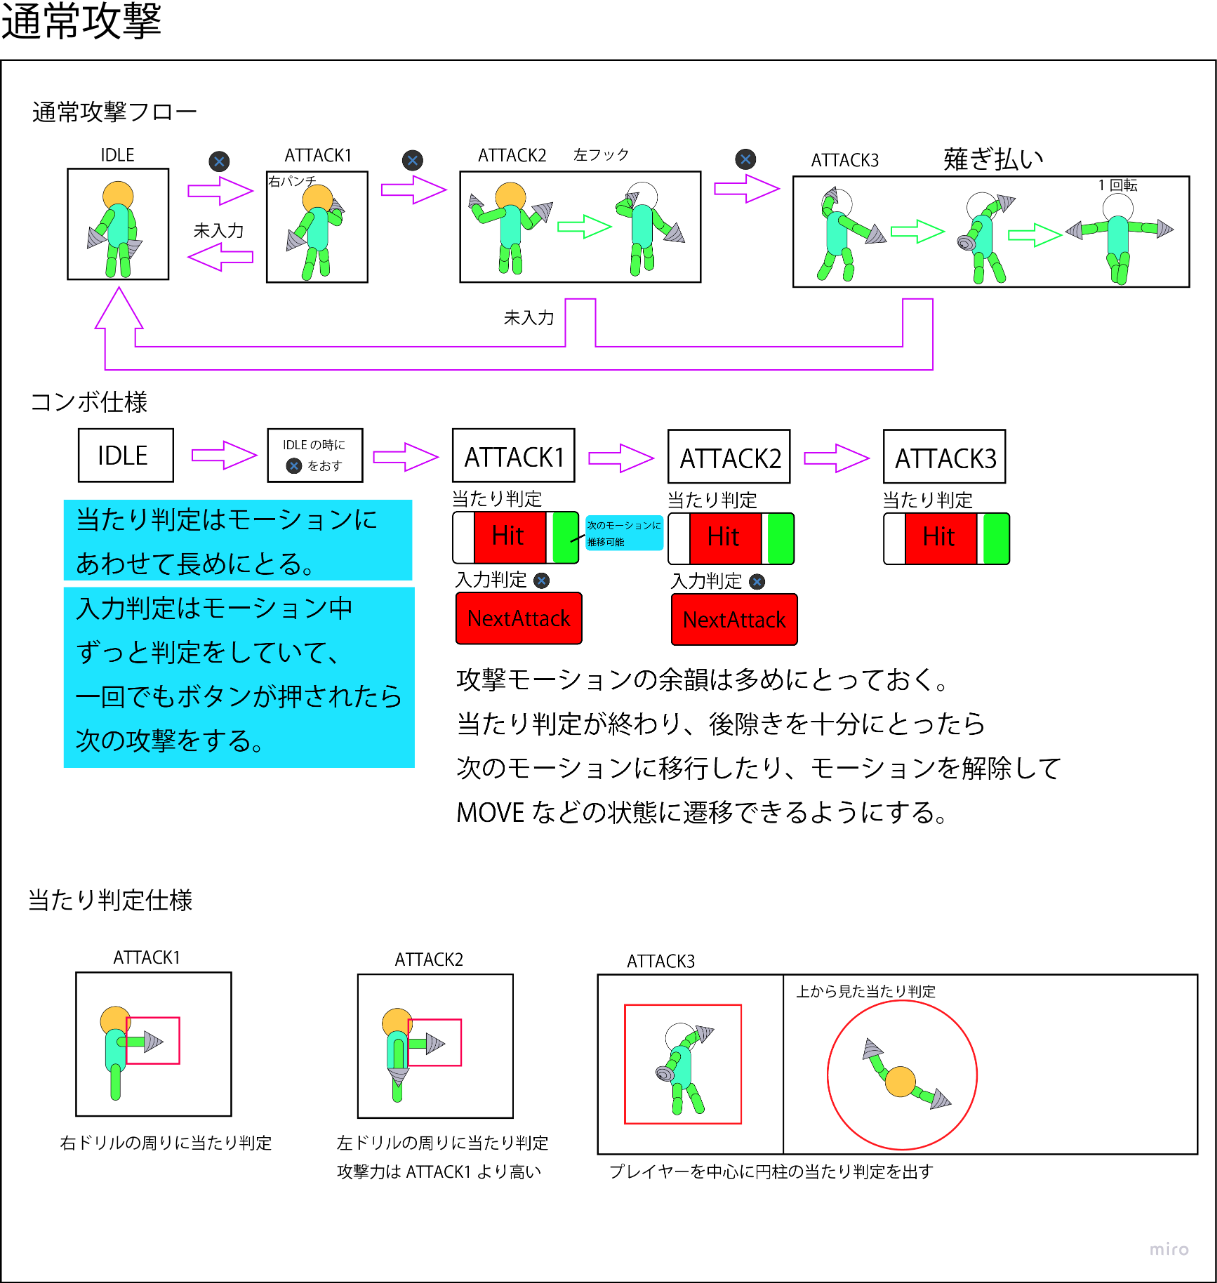 通常攻撃
通常攻撃フロー
IDLE
ATTACK1
ATTACK2 左フック
ATTACK3 薙ぎ払い
右パンチ
1 回転
未入力
未入力
コンボ仕様
IDLE
IDLE の時に
をおす
ATTACK1
ATTACK2
ATTACK3
当たり判定
当たり判定
当たり判定
Hit
次のモーションに
推移可能
Hit
Hit
入力判定
入力判定
NextAttack
NextAttack
当たり判定はモーションに
あわせて長めにとる。
入力判定はモーション中
ずっと判定をしていて、
一回でもボタンが押されたら
次の攻撃をする。
攻撃モーションの余韻は多めにとっておく。
当たり判定が終わり、後隙きを十分にとったら
次のモーションに移行したり、モーションを解除して
MOVE などの状態に遷移できるようにする。
当たり判定仕様
ATTACK1
ATTACK2
ATTACK3
上から見た当たり判定
右ドリルの周りに当たり判定
左ドリルの周りに当たり判定
攻撃力は ATTACK1 より高い
プレイヤーを中心に円柱の当たり判定を出す
miro